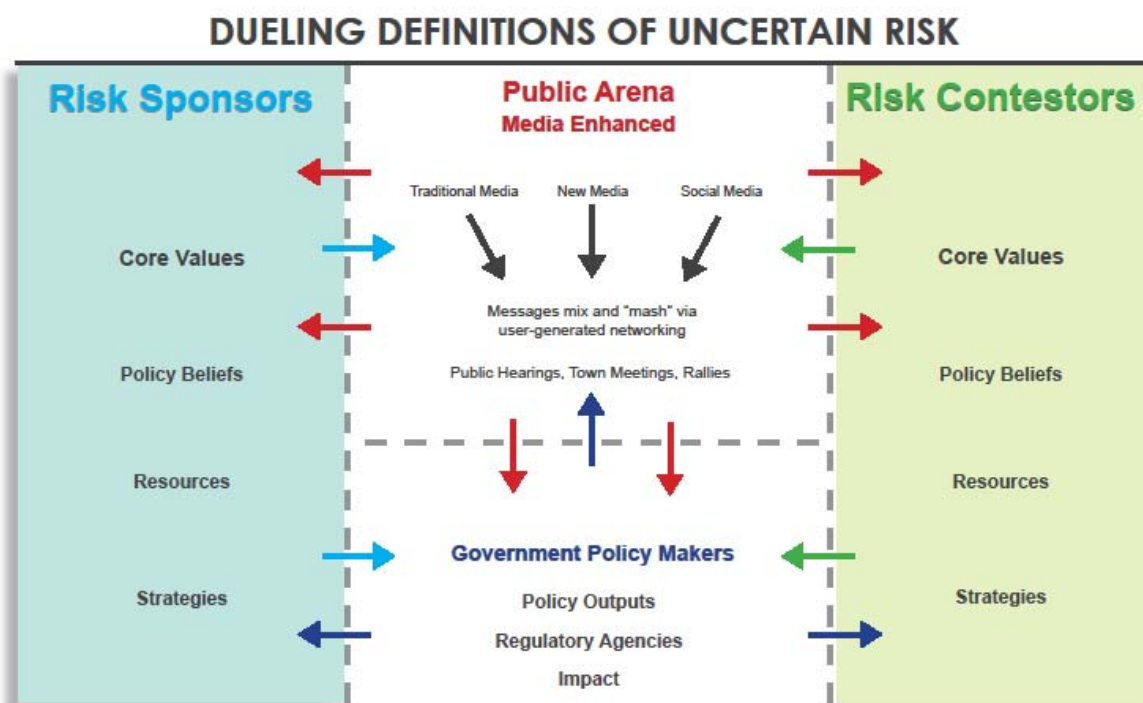 DUELING DEFINITIONS OF UNCERTAIN RISK
Risk Sponsors
Core Values
Policy Beliefs
Resources
Strategies
Public Arena
Media Enhanced
Traditional Media
New Media
Social Media
Messages mix and “mash” via
user-generated networking
Public Hearings, Town Meetings, Rallies
Government Policy Makers
Policy Outputs
Regulatory Agencies
Impact
Risk Contestors
Core Values
Policy Beliefs
Resources
Strategies